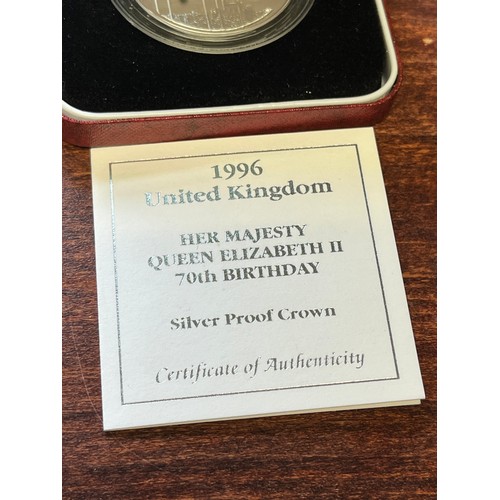 1996
United Kingdom
HER MAJESTY
QUEEN ELIZABETH II
70th BIRTHDAY
Silver Proof Crown
Certificate of Authenticity